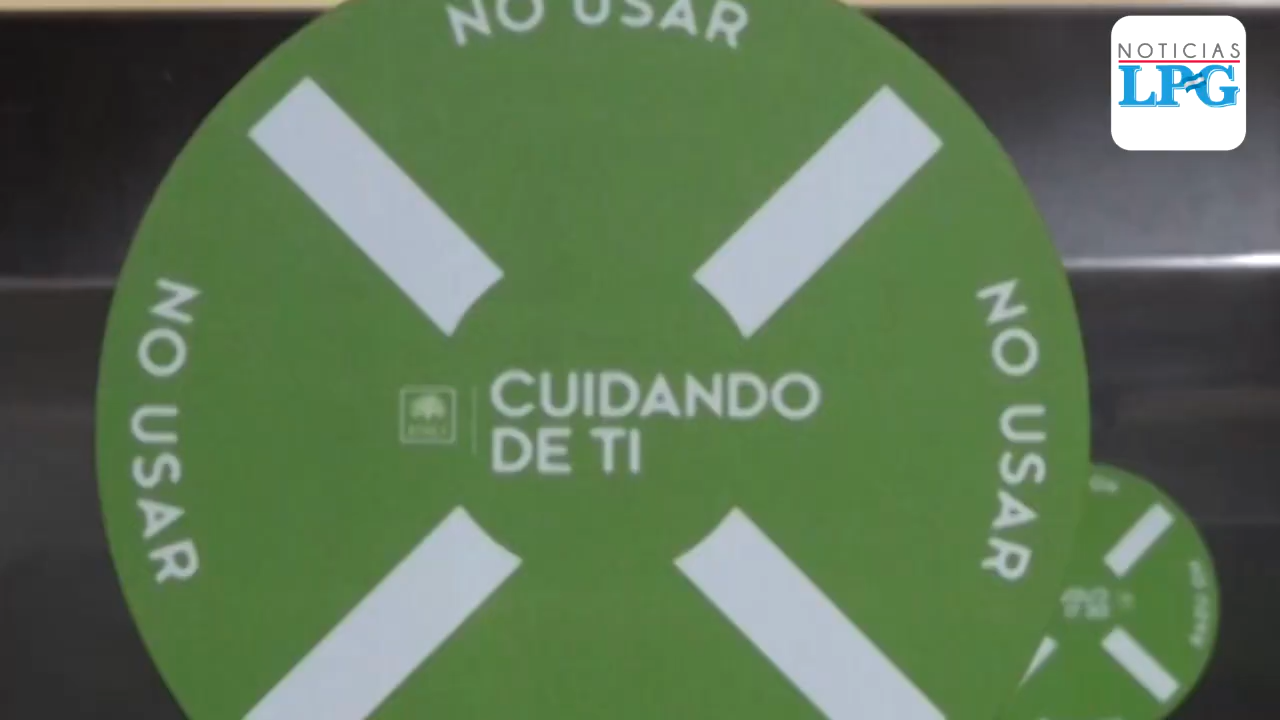 NO USAR
NOTICIAS
LPG
NO USAR
NO USAR
CUIDANDO
DE TI